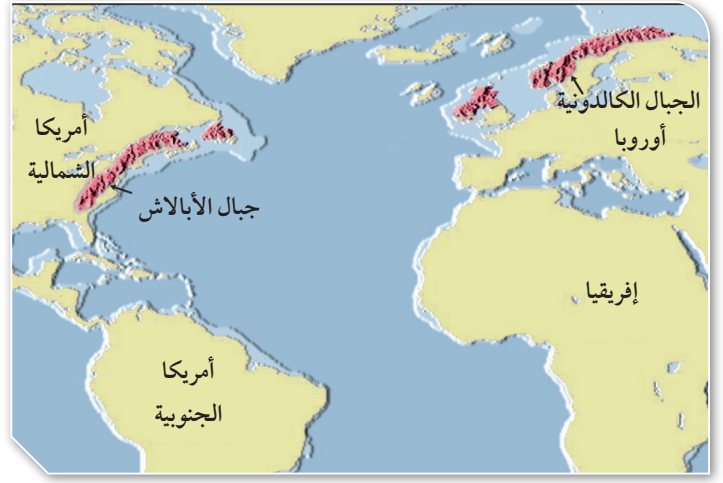 الجبال الكالدونية
أوروبا
أمريكا
الشمالية
جبال الأبالاش
إفريقيا
أمريكا
الجنوبية